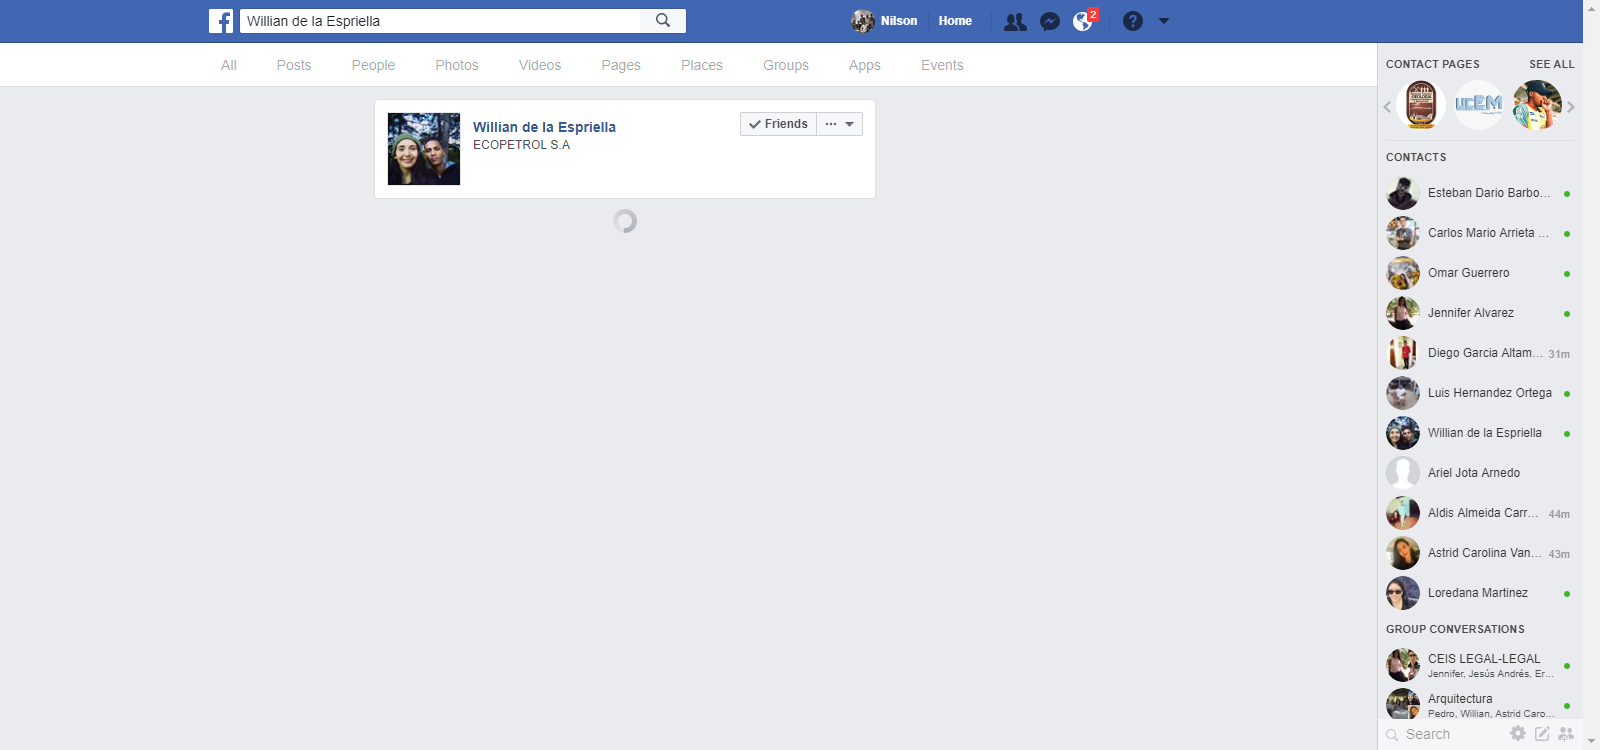 Willian de la Espriella
Nilson
Home
2
?
All
Posts
People
Photos
Videos
Pages
Places
Groups
Apps
Events
Willian de la Espriella
ECOPETROL S.A
Friends
CONTACT PAGES
SEE ALL
UCEM
CONTACTS
Esteban Dario Barbo...
Carlos Mario Arrieta ...
Omar Guerrero
Jennifer Alvarez
Diego Garcia Altam... 31m
Luis Hernandez Ortega
Willian de la Espriella
Ariel Jota Arnedo
Aldis Almeida Carr... 44m
Astrid Carolina Van... 43m
Loredana Martinez
GROUP CONVERSATIONS
CEIS LEGAL-LEGAL
Jennifer, Jesús Andrés, Er...
Arquitectura
Pedro, Willian, Astrid Caro...
Search